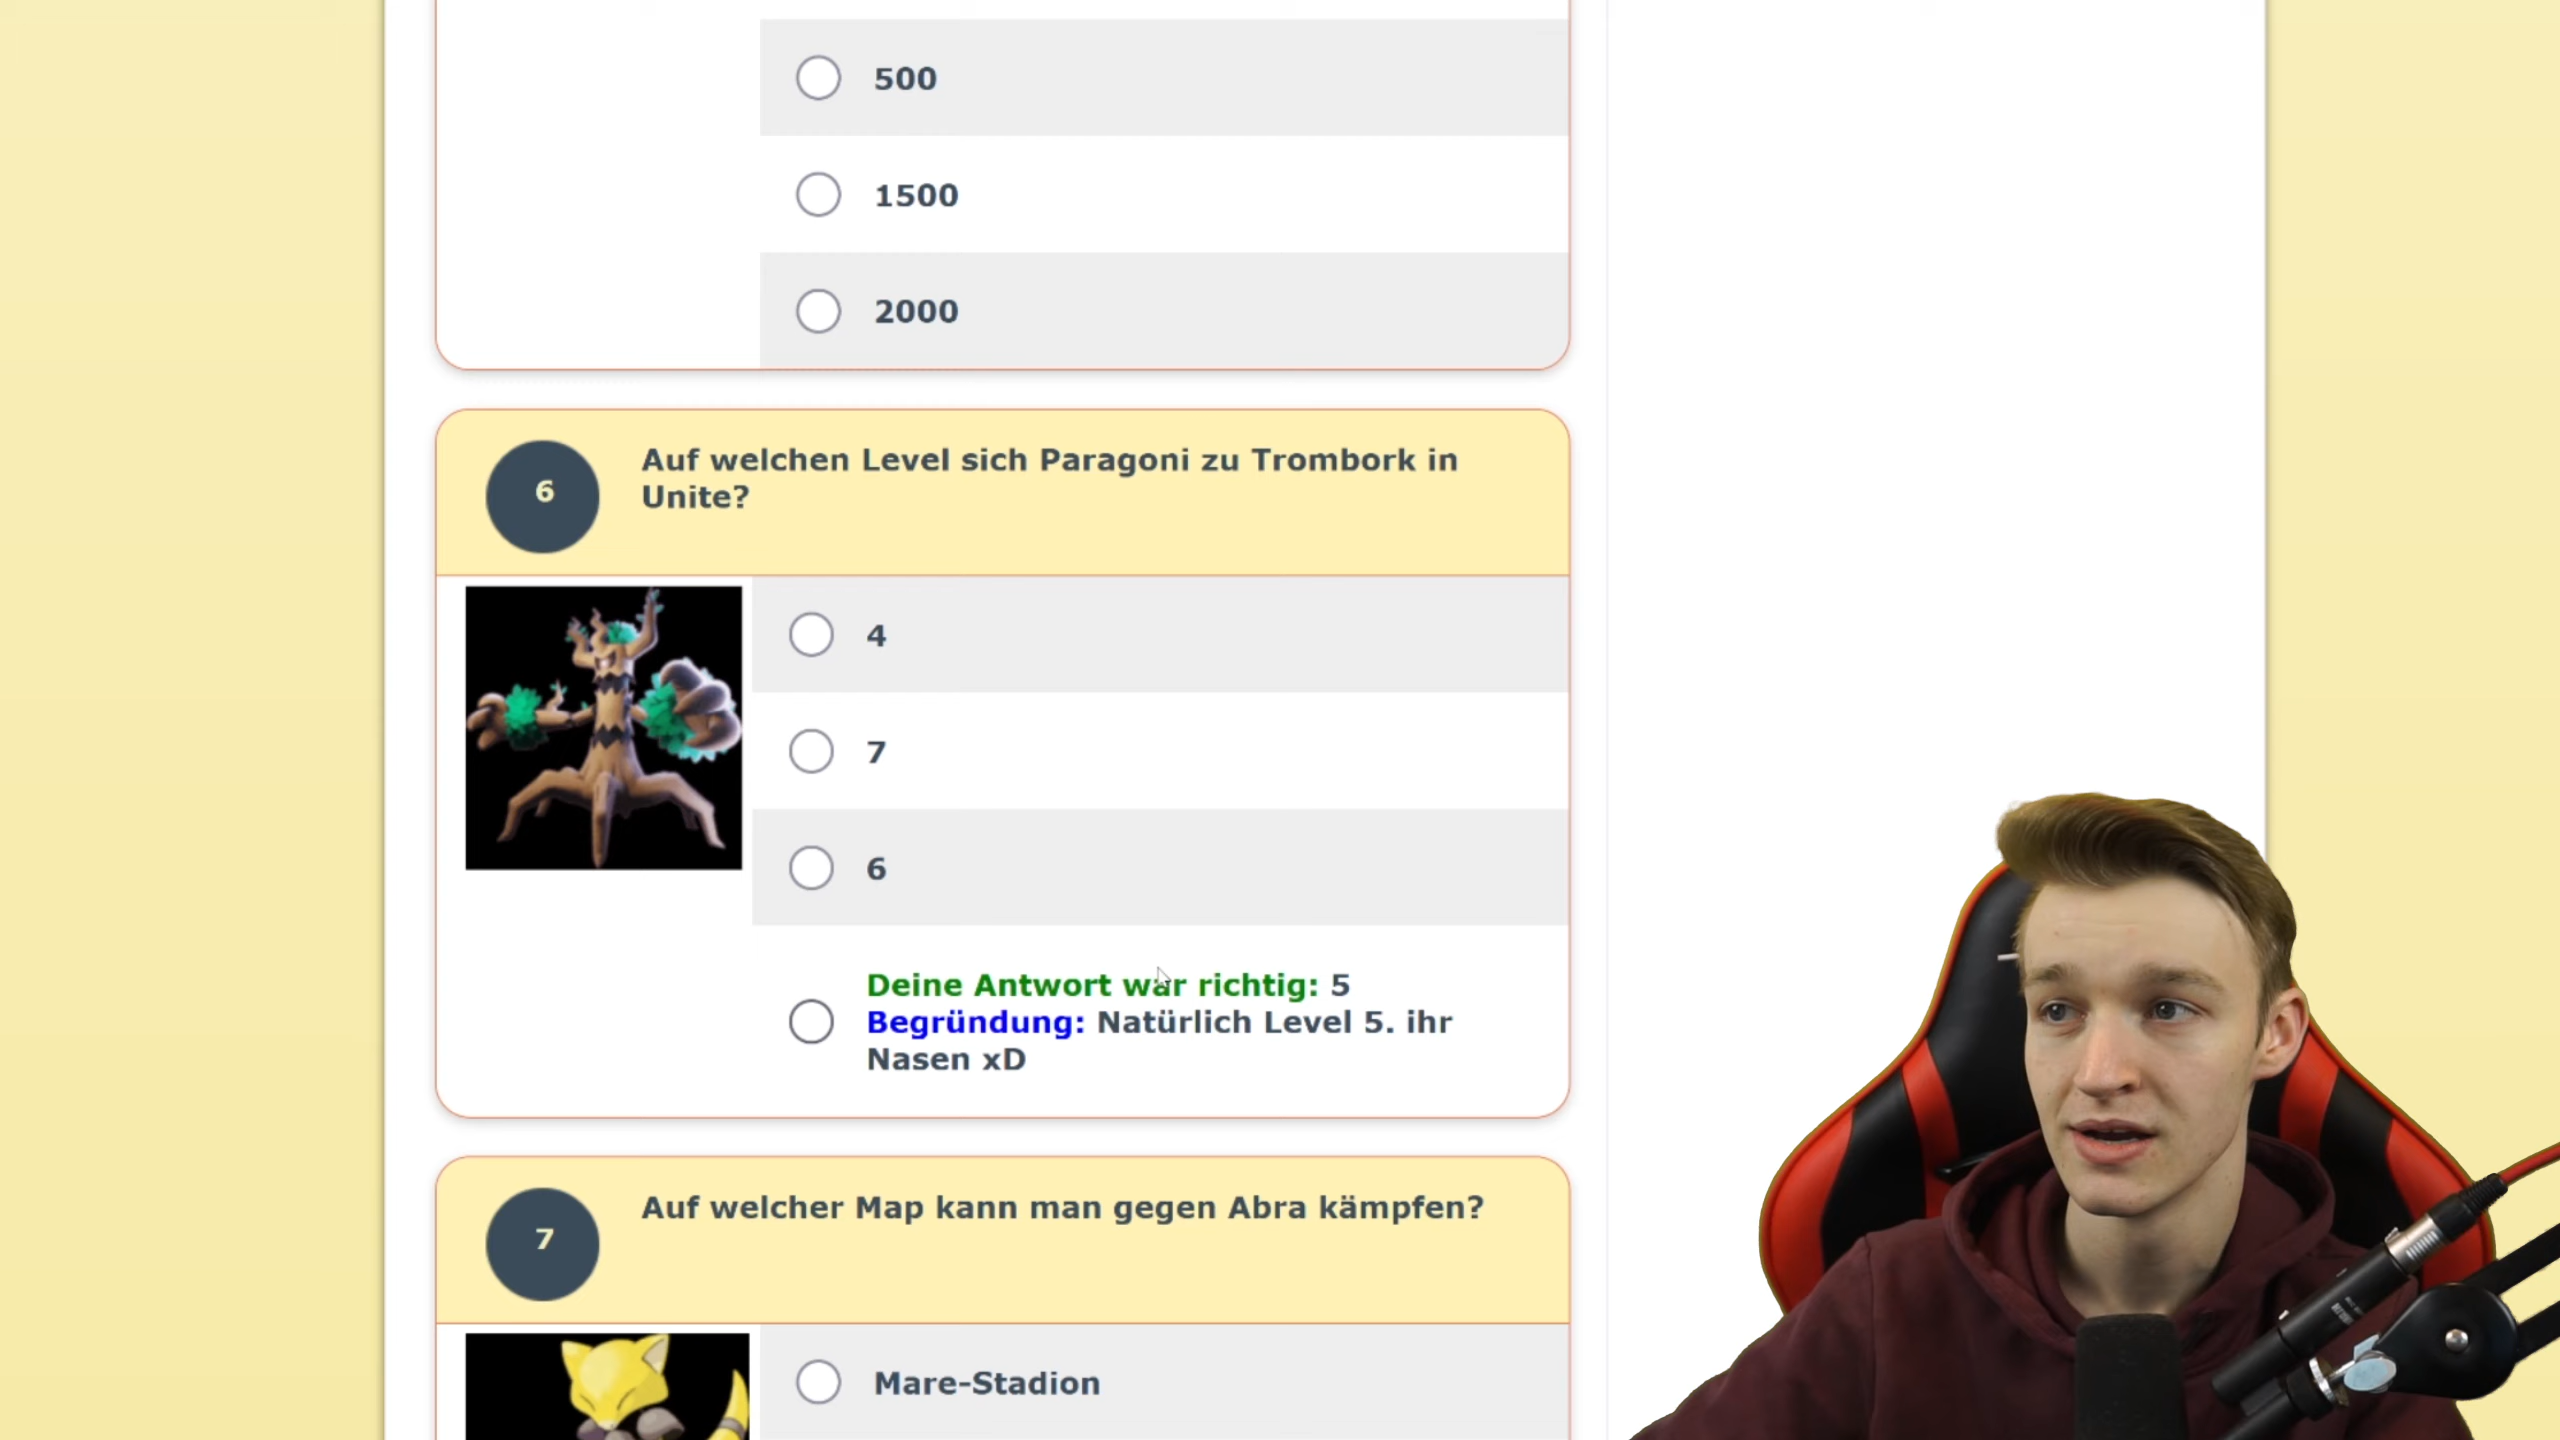 500
1500
2000
6
Auf welchen Level sich Paragoni zu Trombork in
Unite?
4
7
6
Deine Antwort war richtig: 5
Begründung: Natürlich Level 5. ihr
Nasen xD
7
Auf welcher Map kann man gegen Abra kämpfen?
Mare-Stadion